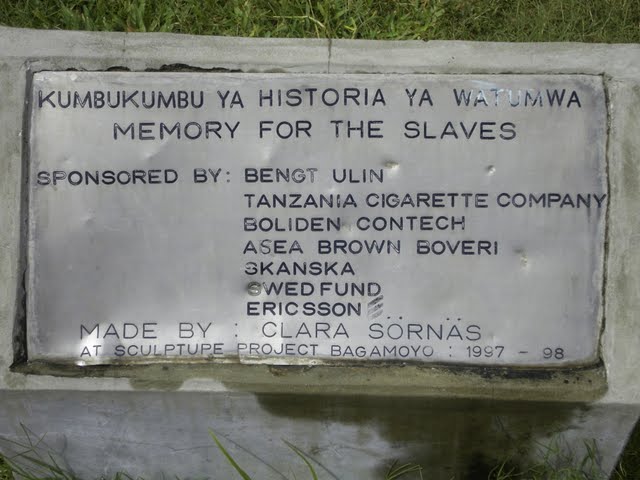 KUMBUKUMBU YA HISTORIA YA WATUMWA
MEMORY FOR THE SLAVES
SPONSORED BY: BENGT ULIN
TANZANIA CIGARETTE COMPANY
BOLIDEN CONTECH
ASEA BROWN BOVERI
SKANSKA
SWEDFUND
ERICSSON
MADE BY : CLARA SÖRNÄS
AT SCULPTURE PROJECT BAGAMOYO : 1997 - 98